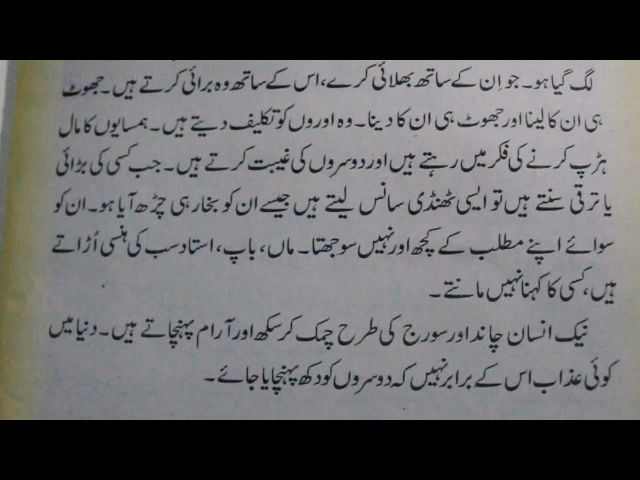 لگ گیا ہو۔ جو اِن کے ساتھ بھلائی کرے، اس کے ساتھ وہ برائی کرتے ہیں۔ جھوٹ
ہی ان کا لینا اور جھوٹ ہی ان کا دینا۔ وہ اوروں کو تکلیف دیتے ہیں۔ ہمسایوں کا مال
ہڑپ کرنے کی فکر میں رہتے ہیں اور دوسروں کی غیبت کرتے ہیں۔ جب کسی کی بڑائی
یا ترقی سنتے ہیں تو ایسی ٹھنڈی سانس لیتے ہیں جیسے ان کو بخار ہی چڑھ آیا ہو۔ ان کو
سوائے اپنے مطلب کے کچھ اور نہیں سوجھتا۔ ماں، باپ، استاد سب کی ہنسی اُڑاتے
ہیں، کسی کا کہنا نہیں مانتے۔
نیک انسان چاند اور سورج کی طرح چمک کر سکھ اور آرام پہنچاتے ہیں۔ دنیا میں
کوئی عذاب اس کے برابر نہیں کہ دوسروں کو دکھ پہنچایا جائے۔